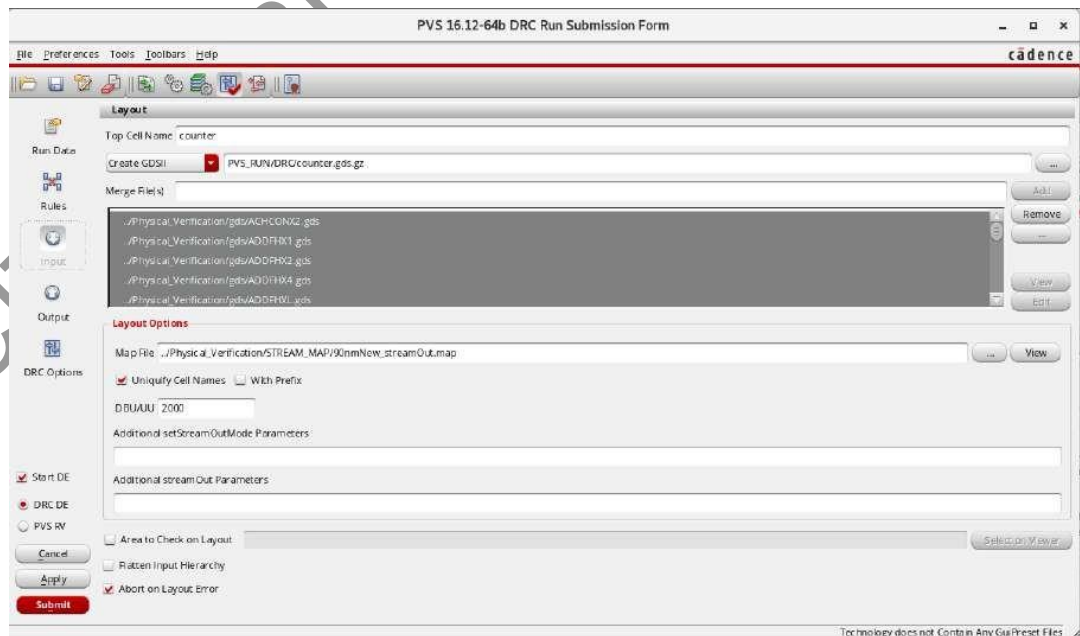 PVS 16.12-64b DRC Run Submission Form
File Preferences Tools Toolbars Help
cādence
Layout
Run Data
Rules
Input
Output
DRC Options
Top Cell Name counter
Create GDSII PVS_RUN/DRC/counter.gds.gz ...
Merge File(s) Add
../Physical_Verification/gds/ACHCONX2.gds
../Physical_Verification/gds/ADDFHX1.gds
../Physical_Verification/gds/ADDFHX2.gds
../Physical_Verification/gds/ADDFHX4.gds
../Physical_Verification/gds/ADDFHXL.gds
Remove
...
View
Edit
Layout Options
Map File ../Physical_Verification/STREAM_MAP/90nmNew_streamOut.map ... View
Uniquify Cell Names With Prefix
DBU/UU 2000
Additional setStreamOutMode Parameters
Additional streamOut Parameters
Start DE
DRC DE
PVS RV
Cancel
Apply
Submit
Area to Check on Layout Select on Viewer
Flatten Input Hierarchy
Abort on Layout Error
Technology does not Contain Any GuiPreset Files